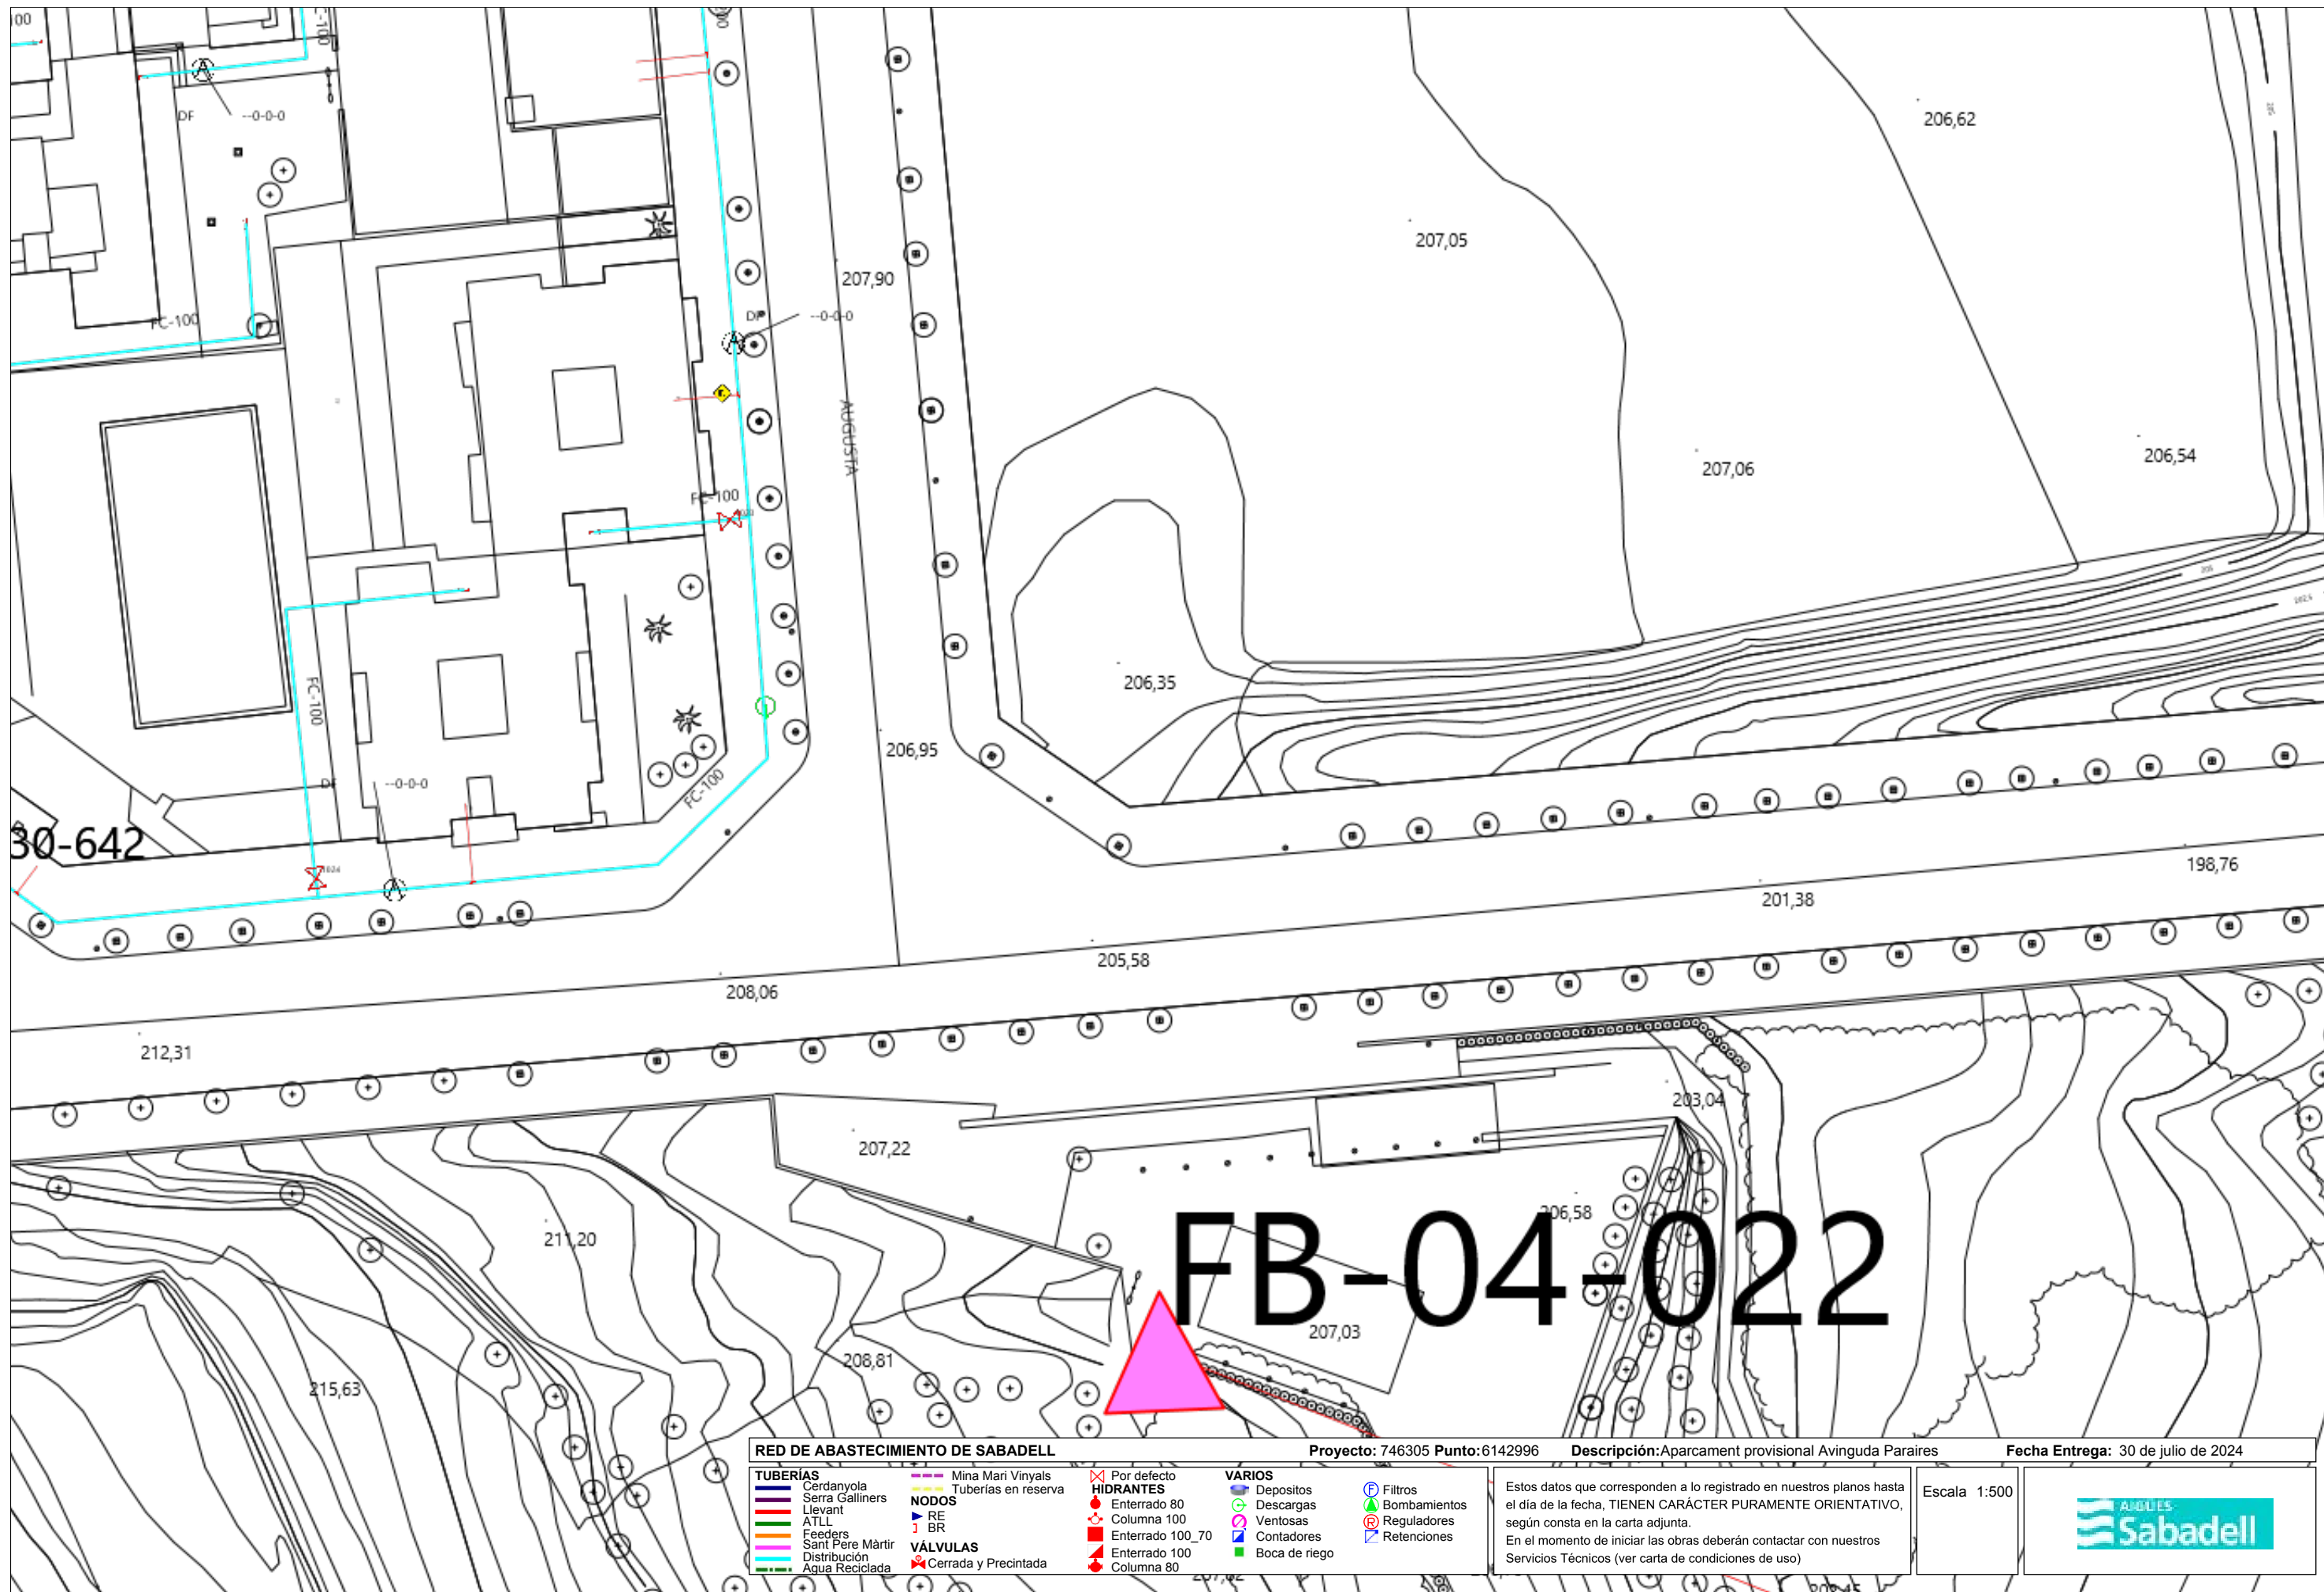 100
FC-100
100
206,62
DF --0-0-0
207,05
207,90
FC-100
DF --0-0-0
AUGUSTA
206,54
207,06
FC-100
206,35
FC-100
206,95
FC-100
DF --0-0-0
30-642
198,76
201,38
205,58
208,06
212,31
203,04
207,22
206,58
211,20
FB-04-022
207,03
208,81
215,63
RED DE ABASTECIMIENTO DE SABADELL
Proyecto: 746305 Punto:6142996
Descripción:Aparcament provisional Avinguda Paraires
Fecha Entrega: 30 de julio de 2024
TUBERÍAS
Cerdanyola
Serra Galliners
Llevant
ATLL
Feeders
Sant Pere Màrtir
Distribución
Agua Reciclada
Mina Mari Vinyals
Tuberías en reserva
NODOS
RE
BR
VÁLVULAS
Cerrada y Precintada
Por defecto
HIDRANTES
Enterrado 80
Columna 100
Enterrado 100_70
Enterrado 100
Columna 80
VARIOS
Depositos
Descargas
Ventosas
Contadores
Boca de riego
Filtros
Bombamientos
Reguladores
Retenciones
Estos datos que corresponden a lo registrado en nuestros planos hasta
el día de la fecha, TIENEN CARÁCTER PURAMENTE ORIENTATIVO,
según consta en la carta adjunta.
En el momento de iniciar las obras deberán contactar con nuestros
Servicios Técnicos (ver carta de condiciones de uso)
Escala 1:500
AIGÜES
Sabadell